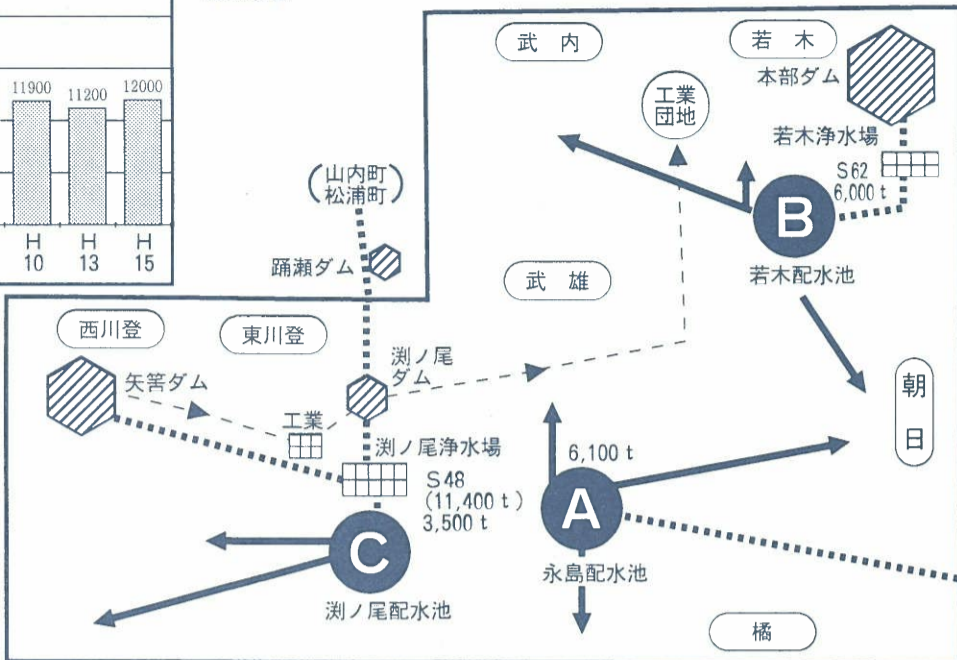 11900
11200
12000
H
10
H
13
H
15
武内
若木
本部ダム
工業
団地
若木浄水場
S62
6,000t
B
若木配水池
(山内町
松浦町)
踊瀬ダム
武雄
西川登
東川登
渕ノ尾
ダム
矢筈ダム
工業
渕ノ尾浄水場
S48
(11,400t)
3,500t
C
渕ノ尾配水池
6,100t
A
永島配水池
朝
日
橘